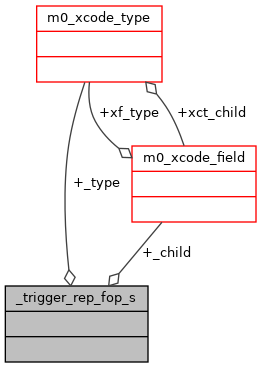 m0_xcode_type
+xf_type
+xct_child
m0_xcode_field
+_type
+_child
_trigger_rep_fop_s